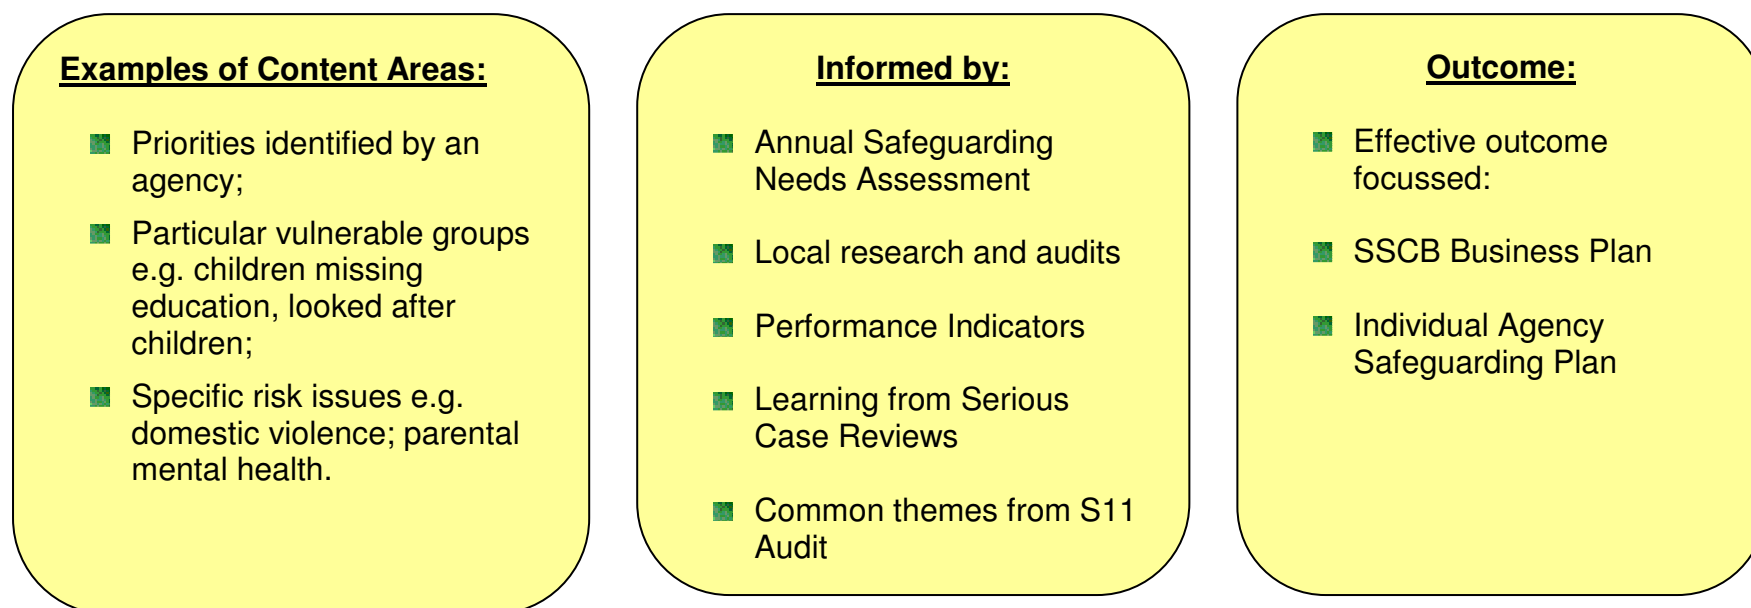 Examples of Content Areas:
Priorities identified by an
agency;
Particular vulnerable groups
e.g. children missing
education, looked after
children;
Specific risk issues e.g.
domestic violence; parental
mental health.
Informed by:
Annual Safeguarding
Needs Assessment
Local research and audits
Performance Indicators
Learning from Serious
Case Reviews
Common themes from S11
Audit
Outcome:
Effective outcome
focussed:
SSCB Business Plan
Individual Agency
Safeguarding Plan